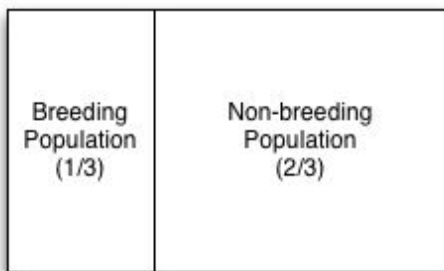 Breeding
Population
(1/3)
Non-breeding
Population
(2/3)